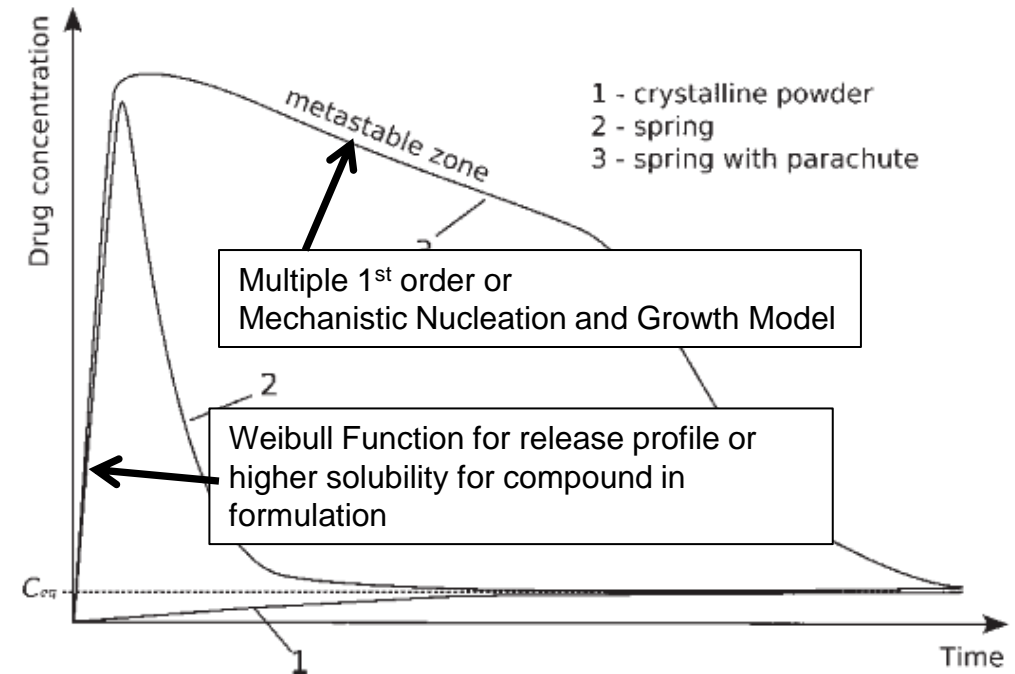 Drug concentration
metastable zone
1 - crystalline powder
2 - spring
3 - spring with parachute
Multiple 1st order or
Mechanistic Nucleation and Growth Model
2
Weibull Function for release profile or
higher solubility for compound in
formulation
Ceq
1
Time